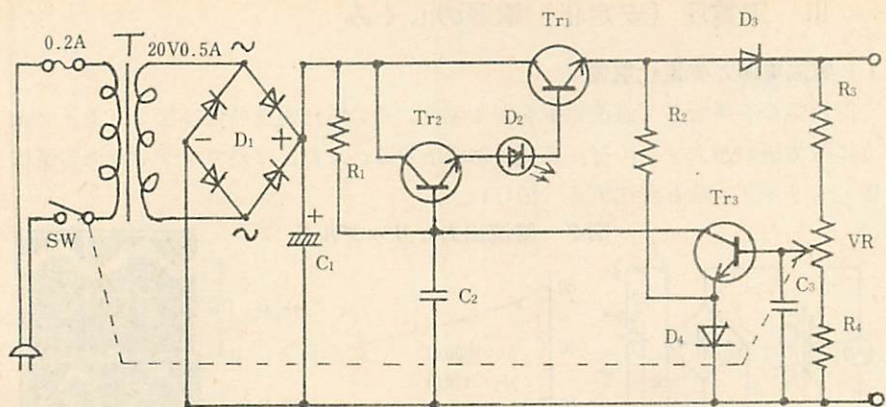 0.2A
T
20V0.5A
~
D₁
−
+
~
SW
+
C₁
R₁
Tr₂
D₂
Tr₁
C₂
R₂
D₃
Tr₃
D₄
C₃
R₃
VR
R₄